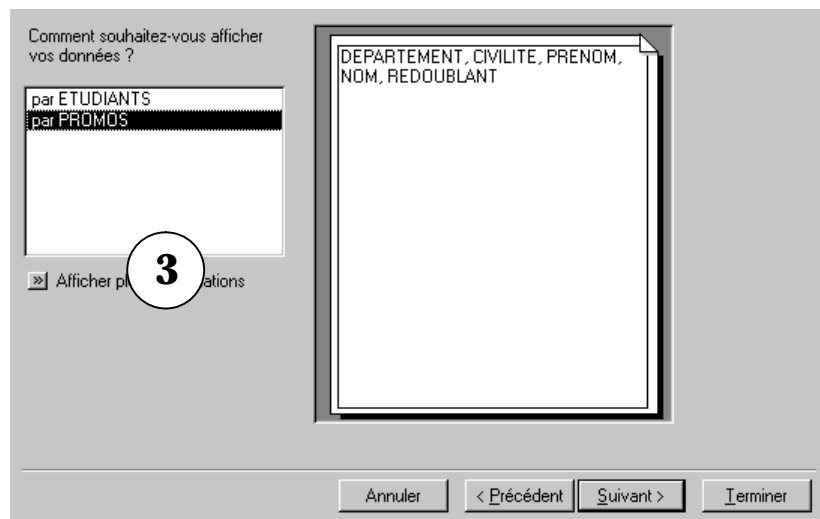 Comment souhaitez-vous afficher
vos données ?
par ETUDIANTS
par PROMOS
3
» Afficher
DEPARTEMENT, CIVILITE, PRENOM,
NOM, REDOUBLANT
Annuler
< Précédent
Suivant >
Terminer